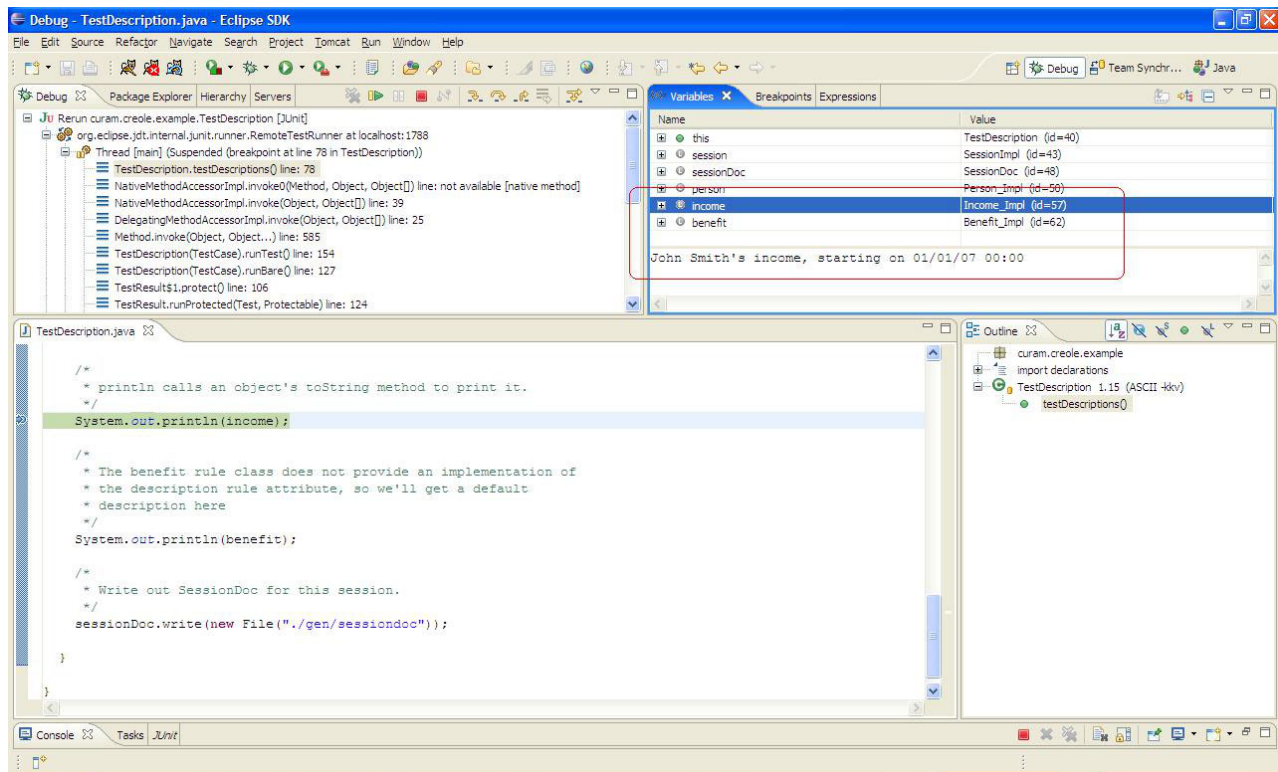 Debug - TestDescription.java - Eclipse SDK
File Edit Source Refactor Navigate Search Project Tomcat Run Window Help
Debug Team Synchr... Java
Debug Package Explorer Hierarchy Servers
Ju Rerun curam.creole.example.TestDescription [JUnit]
org.eclipse.jdt.internal.junit.runner.RemoteTestRunner at localhost:1788
Thread [main] (Suspended (breakpoint at line 78 in TestDescription))
TestDescription.testDescriptions() line: 78
NativeMethodAccessorImpl.invoke0(Method, Object, Object[]) line: not available [native method]
NativeMethodAccessorImpl.invoke(Object, Object[]) line: 39
DelegatingMethodAccessorImpl.invoke(Object, Object[]) line: 25
Method.invoke(Object, Object...) line: 585
TestDescription(TestCase).runTest() line: 154
TestDescription(TestCase).runBare() line: 127
TestResult$1.protect() line: 106
TestResult.runProtected(Test, Protectable) line: 124
Variables Breakpoints Expressions
Name Value
this TestDescription (id=40)
session SessionImpl (id=43)
sessionDoc SessionDoc (id=48)
person Person_Impl (id=50)
income Income_Impl (id=57)
benefit Benefit_Impl (id=62)
John Smith's income, starting on 01/01/07 00:00
TestDescription.java
/*
* println calls an object's toString method to print it.
*/
System.out.println(income);
/*
* The benefit rule class does not provide an implementation of
* the description rule attribute, so we'll get a default
* description here
*/
System.out.println(benefit);
/*
* Write out SessionDoc for this session.
*/
sessionDoc.write(new File("./gen/sessiondoc"));
}
}
Outline
curam.creole.example
import declarations
TestDescription 1.15 (ASCII -kkv)
testDescriptions()
Console Tasks JUnit